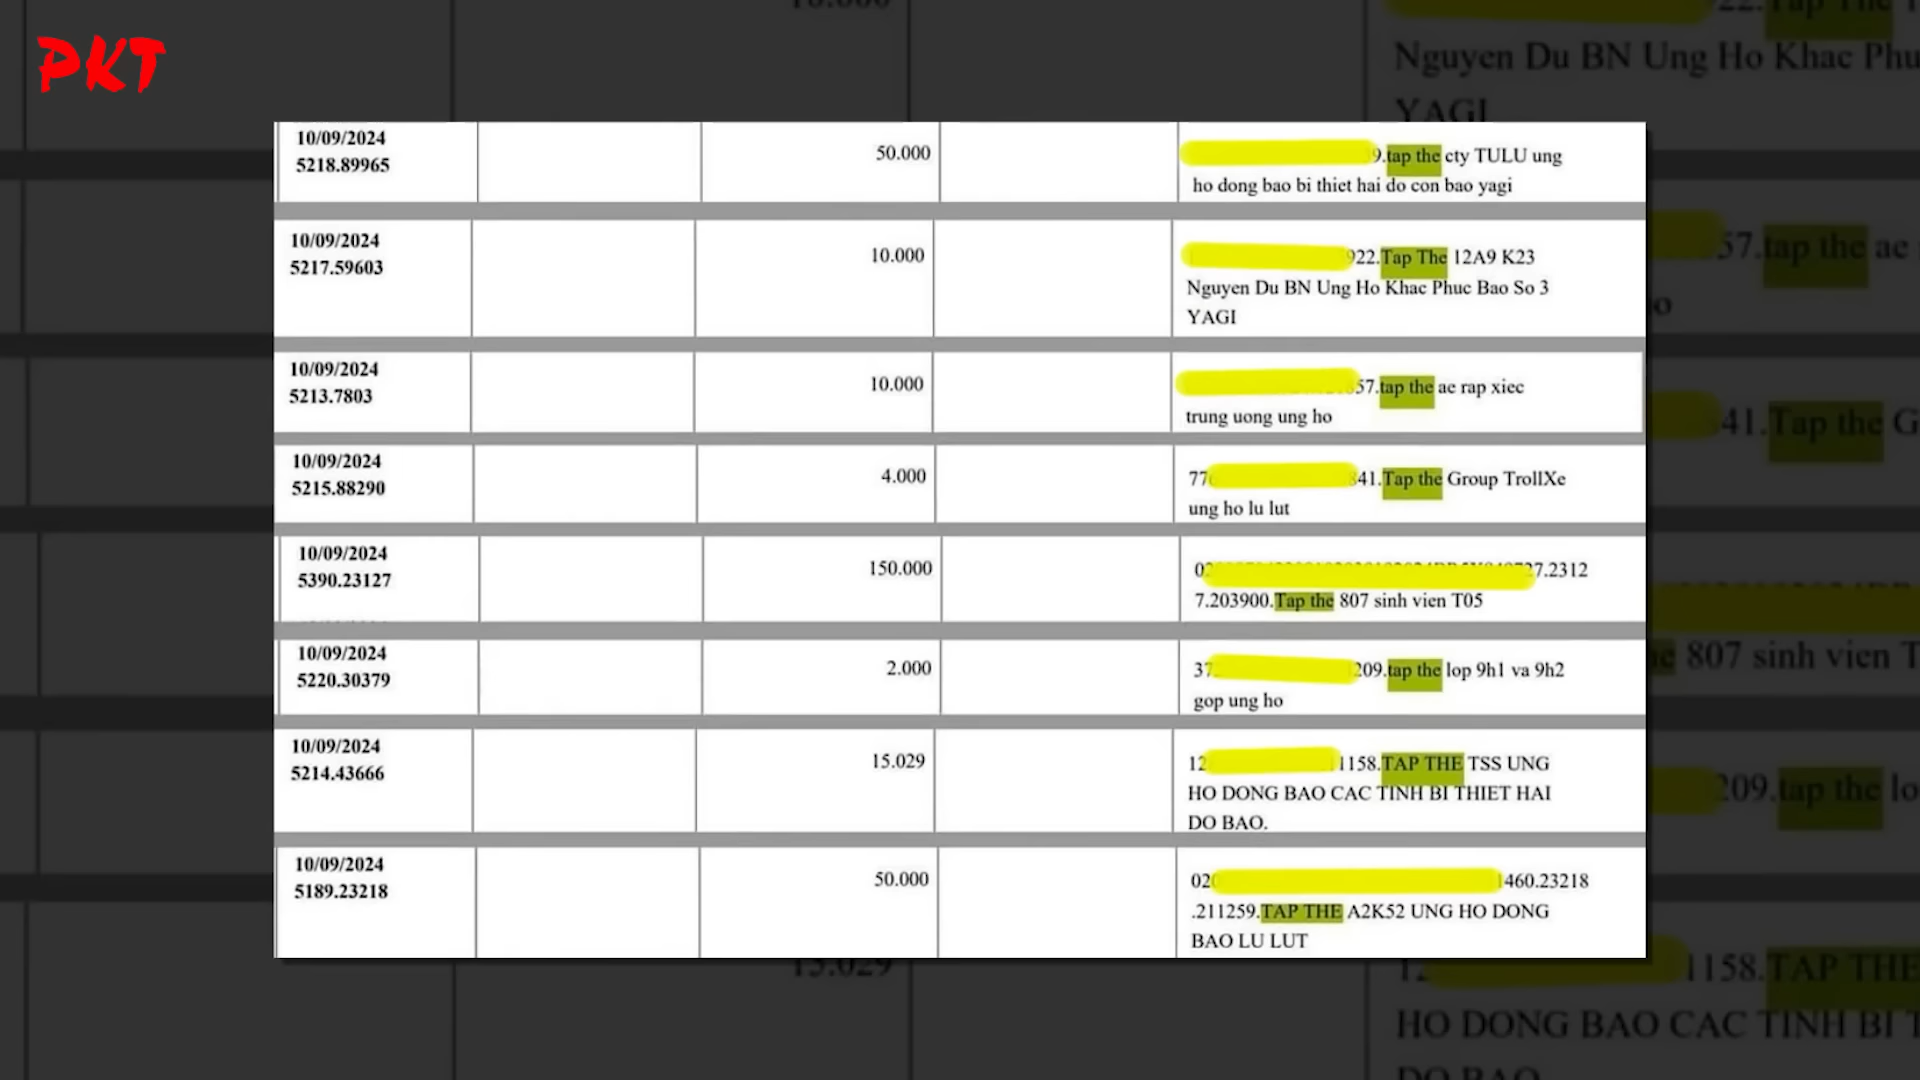 PKT
10/09/2024
5218.89965
50.000
9.tap the cty TULU ung
ho dong bao bi thiet hai do con bao yagi
10/09/2024
5217.59603
10.000
922.Tap The 12A9 K23
Nguyen Du BN Ung Ho Khac Phuc Bao So 3
YAGI
10/09/2024
5213.7803
10.000
57.tap the ae rap xiec
trung uong ung ho
10/09/2024
5215.88290
4.000
41.Tap the Group TrollXe
ung ho lu lut
10/09/2024
5390.23127
150.000
7.2312
7.203900.Tap the 807 sinh vien T05
10/09/2024
5220.30379
2.000
37 209.tap the lop 9h1 va 9h2
gop ung ho
10/09/2024
5214.43666
15.029
12 1158.TAP THE TSS UNG
HO DONG BAO CAC TINH BI THIET HAI
DO BAO.
10/09/2024
5189.23218
50.000
02 1460.23218
.211259.TAP THE A2K52 UNG HO DONG
BAO LU LUT